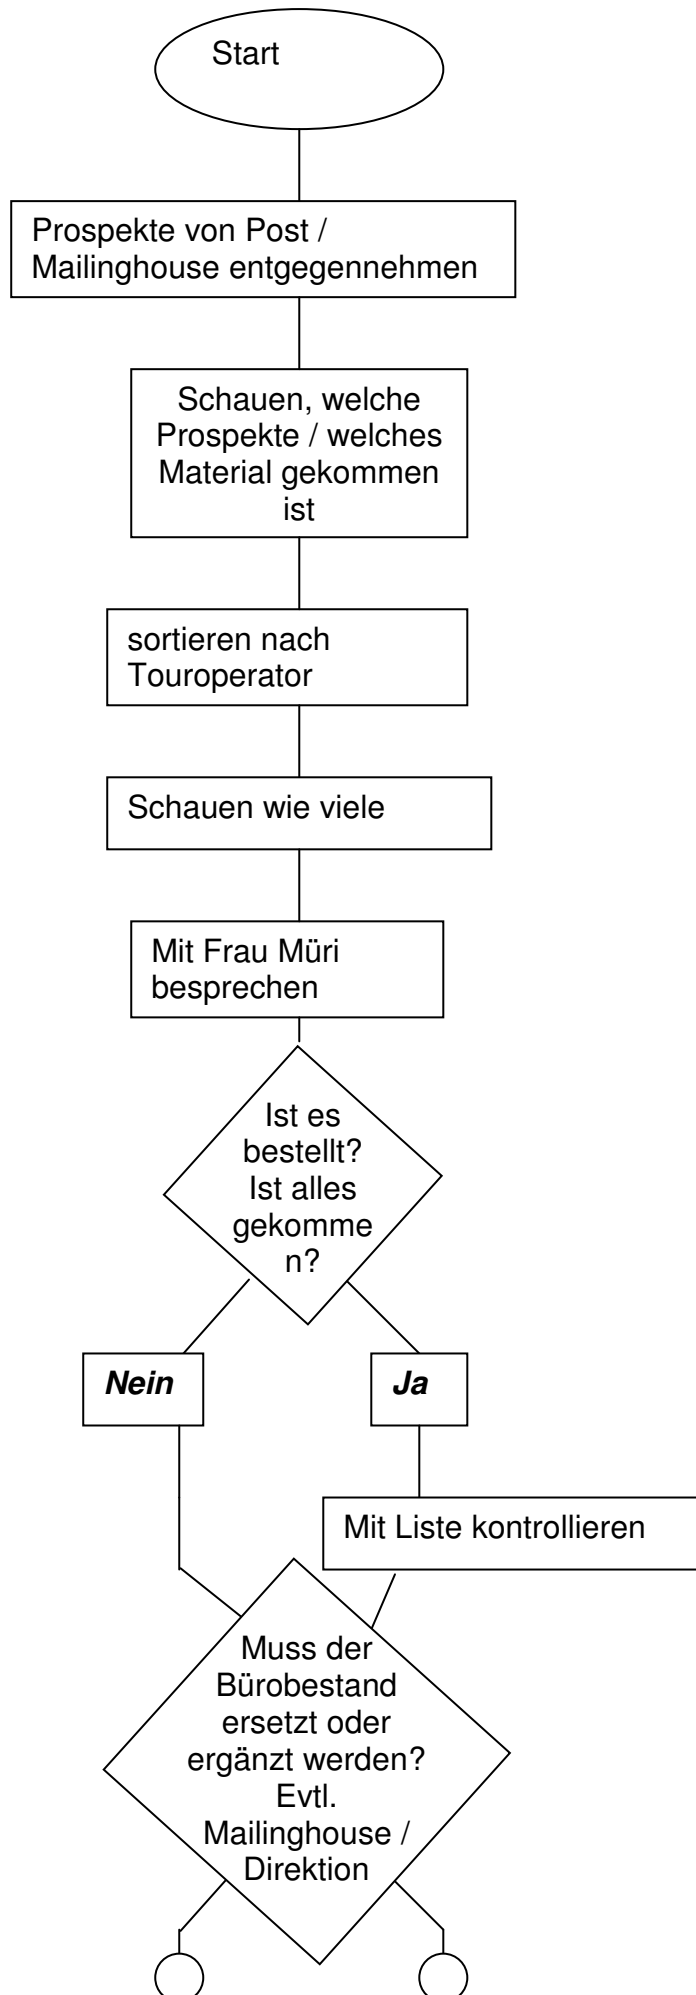 Start
Prospekte von Post /
Mailinghouse entgegennehmen
Schauen, welche
Prospekte / welches
Material gekommen
ist
sortieren nach
Touroperator
Schauen wie viele
Mit Frau Müri
besprechen
Ist es
bestellt?
Ist alles
gekomme
n?
Nein
Ja
Mit Liste kontrollieren
Muss der
Bürobestand
ersetzt oder
ergänzt werden?
Evtl.
Mailinghouse /
Direktion